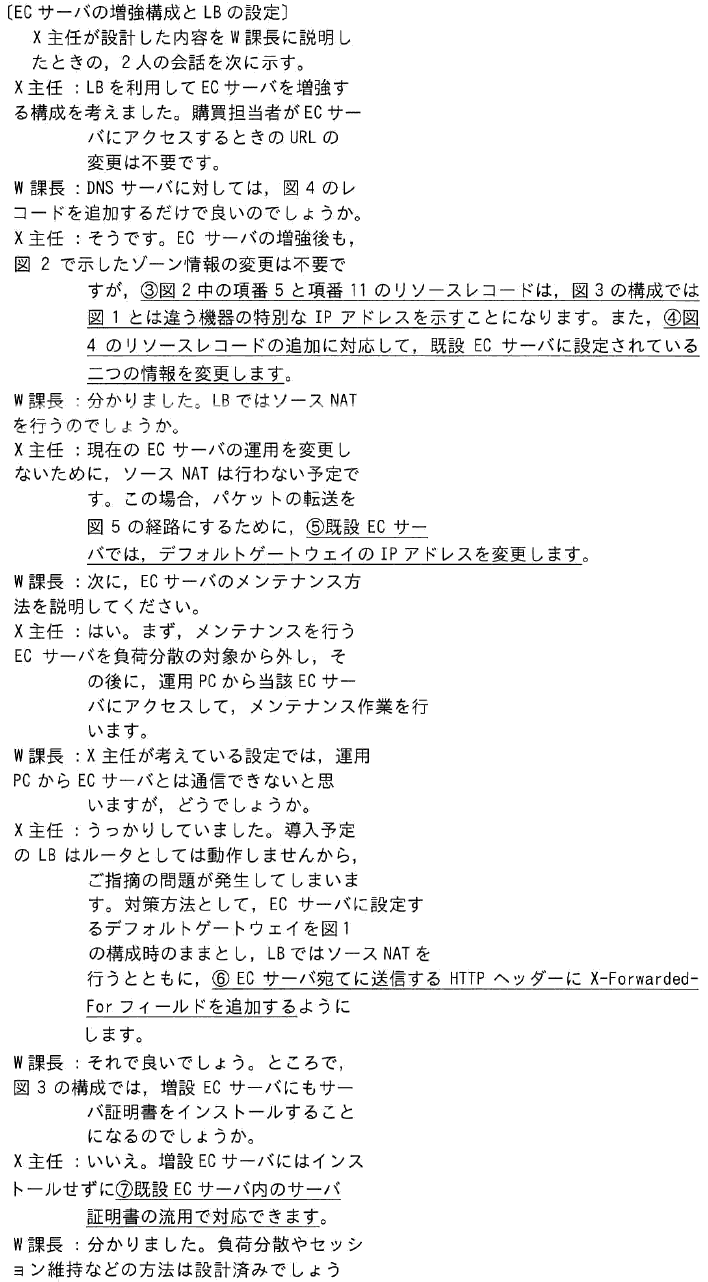 〔EC サーバの増強構成と LB の設定〕
X 主任が設計した内容を W 課長に説明し
たときの，2 人の会話を次に示す。
X 主任 ：LB を利用して EC サーバを増強す
る構成を考えました。購買担当者が EC サー
バにアクセスするときの URL の
変更は不要です。
W 課長 ：DNS サーバに対しては，図 4 のレ
コードを追加するだけで良いのでしょうか。
X 主任 ：そうです。EC サーバの増強後も，
図 2 で示したゾーン情報の変更は不要で
すが，③図 2 中の項番 5 と項番 11 のリソースレコードは，図 3 の構成では
図 1 とは違う機器の特別な IP アドレスを示すことになります。また，④図
4 のリソースレコードの追加に対応して，既設 EC サーバに設定されている
二つの情報を変更します。
W 課長 ：分かりました。LB ではソース NAT
を行うのでしょうか。
X 主任 ：現在の EC サーバの運用を変更し
ないために，ソース NAT は行わない予定で
す。この場合，パケットの転送を
図 5 の経路にするために，⑤既設 EC サー
バでは，デフォルトゲートウェイの IP アドレスを変更します。
W 課長 ：次に，EC サーバのメンテナンス方
法を説明してください。
X 主任 ：はい。まず，メンテナンスを行う
EC サーバを負荷分散の対象から外し，そ
の後に，運用 PC から当該 EC サー
バにアクセスして，メンテナンス作業を行
います。
W 課長 ：X 主任が考えている設定では，運用
PC から EC サーバとは通信できないと思
いますが，どうでしょうか。
X 主任 ：うっかりしていました。導入予定
の LB はルータとしては動作しませんから，
ご指摘の問題が発生してしまいま
す。対策方法として，EC サーバに設定す
るデフォルトゲートウェイを図 1
の構成時のままとし，LB ではソース NAT を
行うとともに，⑥EC サーバ宛てに送信する HTTP ヘッダーに X-Forwarded-
For フィールドを追加するように
します。
W 課長 ：それで良いでしょう。ところで，
図 3 の構成では，増設 EC サーバにもサー
バ証明書をインストールすること
になるのでしょうか。
X 主任 ：いいえ。増設 EC サーバにはインス
トールせずに⑦既設 EC サーバ内のサーバ
証明書の流用で対応できます。
W 課長 ：分かりました。負荷分散やセッシ
ョン維持などの方法は設計済みでしょう